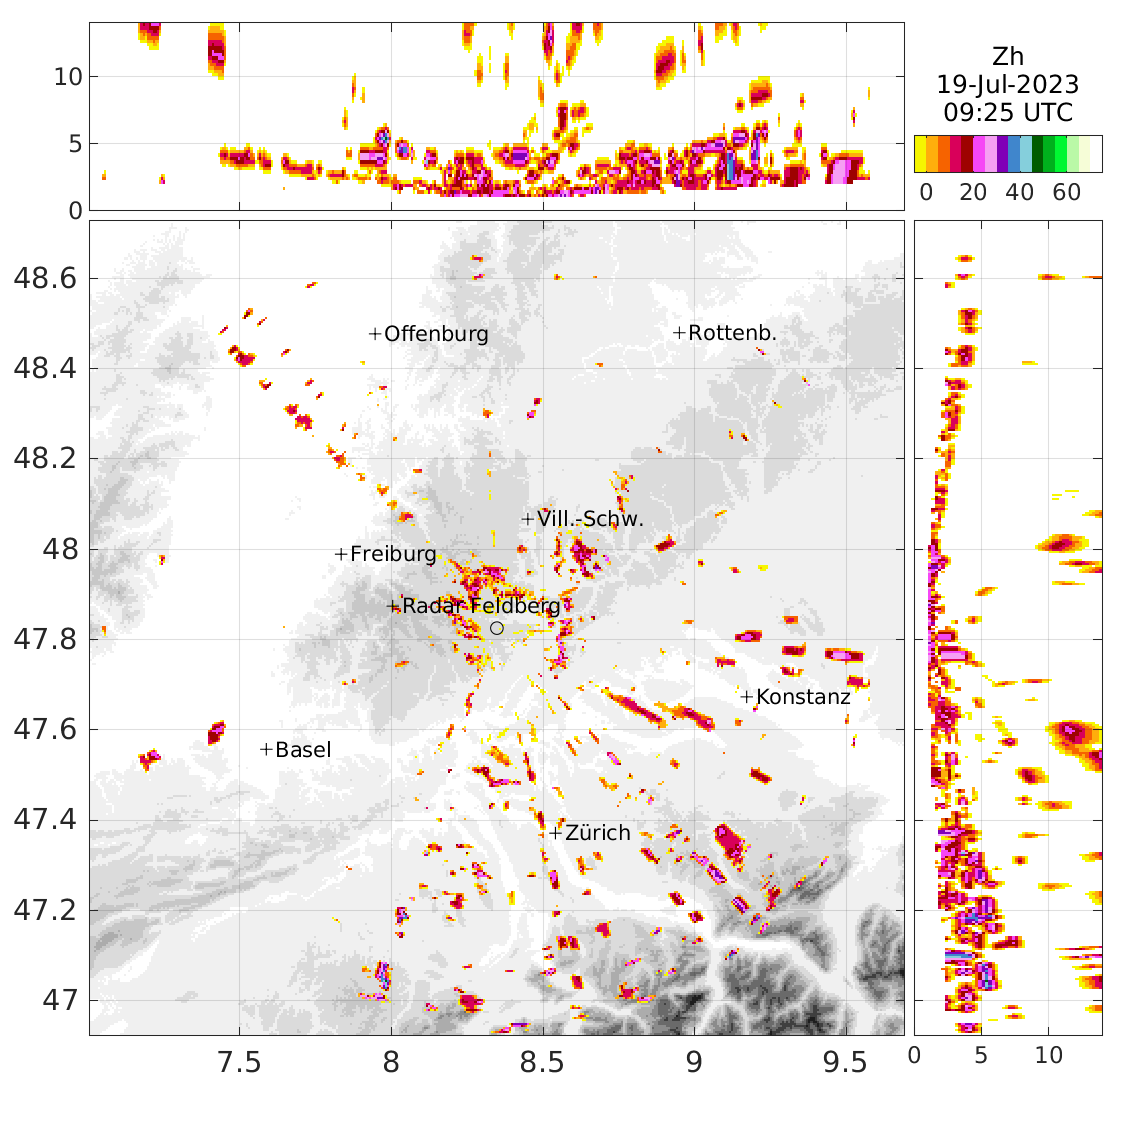 10
5
0
Zh
19-Jul-2023
09:25 UTC
0 20 40 60
48.6
48.4
48.2
48
47.8
47.6
47.4
47.2
47
+Offenburg
+Rottenb.
+Vill.-Schw.
+Freiburg
+Radar Feldberg
+Konstanz
+Basel
+Zürich
7.5 8 8.5 9 9.5
0 5 10